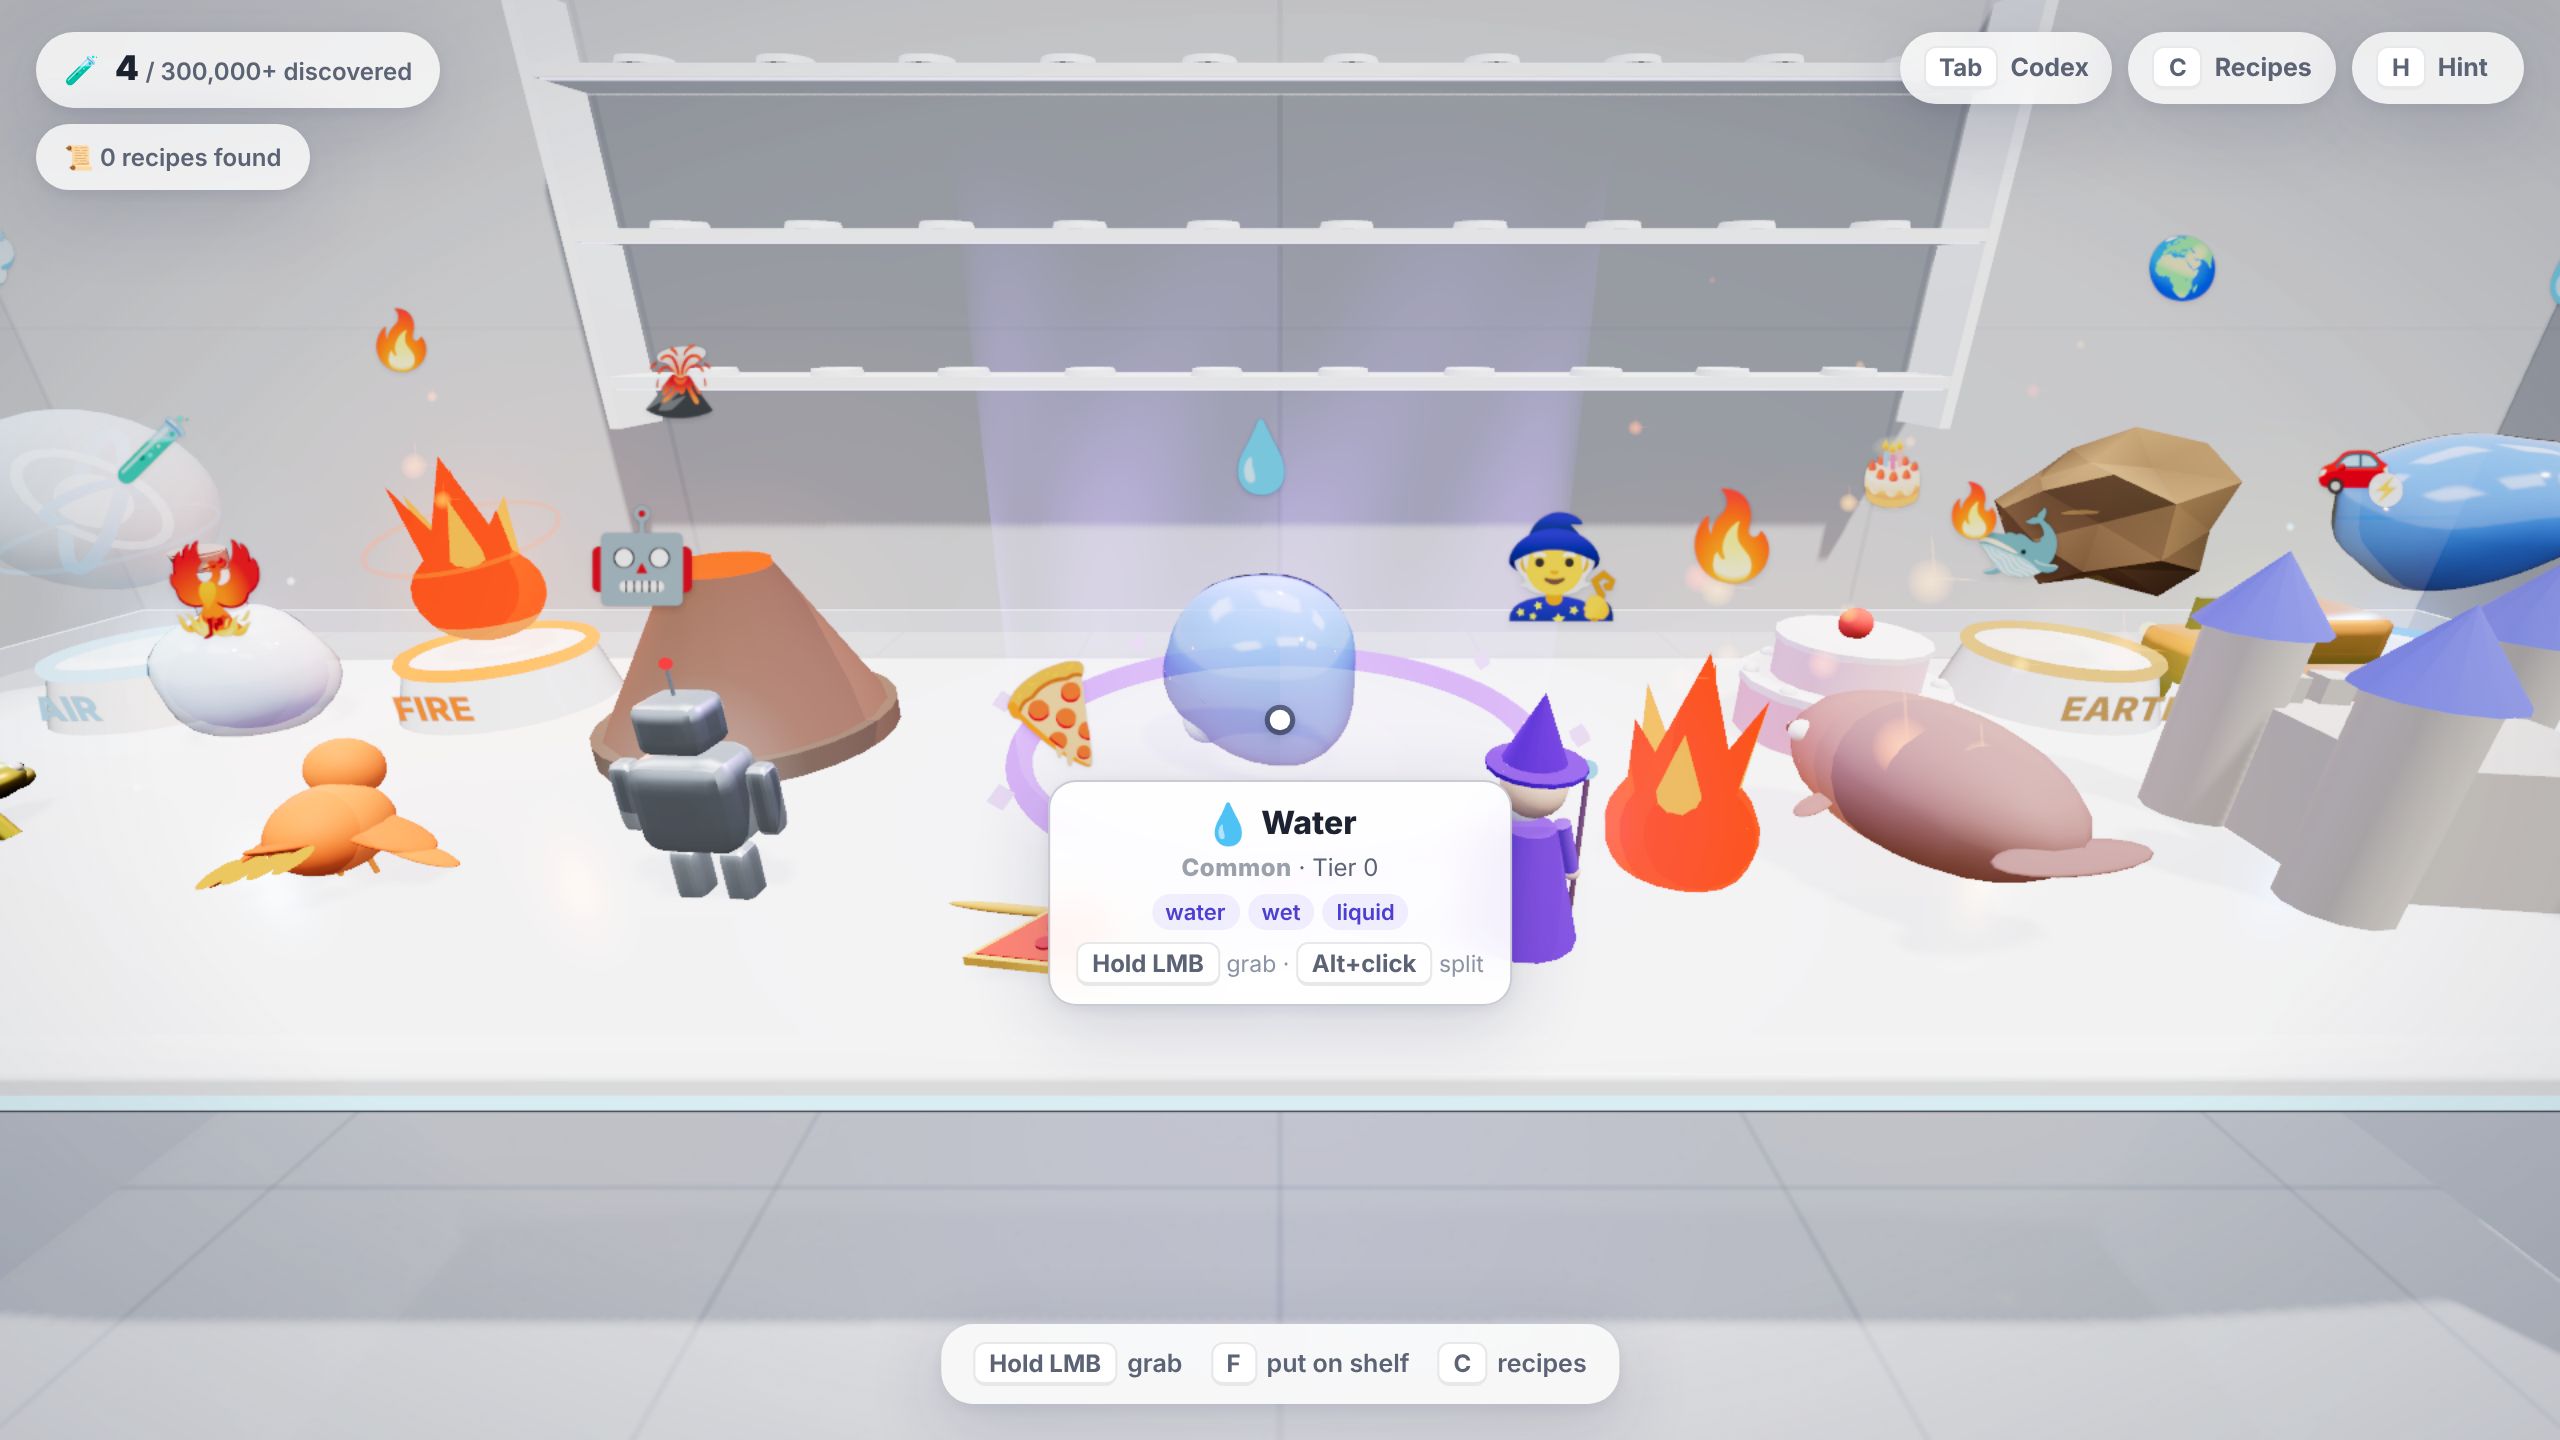 4 / 300,000+ discovered
0 recipes found
Tab Codex
C Recipes
H Hint
AIR
FIRE
EART
Water
Common · Tier 0
water wet liquid
Hold LMB grab · Alt+click split
Hold LMB grab F put on shelf C recipes